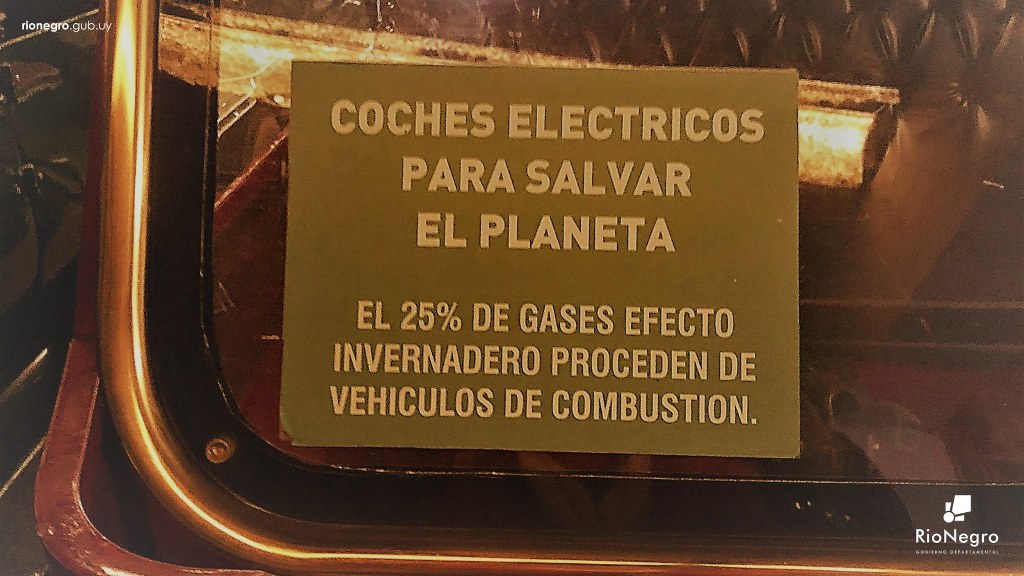 rionegro.gub.uy
COCHES ELECTRICOS
PARA SALVAR
EL PLANETA
EL 25% DE GASES EFECTO
INVERNADERO PROCEDEN DE
VEHICULOS DE COMBUSTION.
RioNegro
GOBIERNO DEPARTAMENTAL